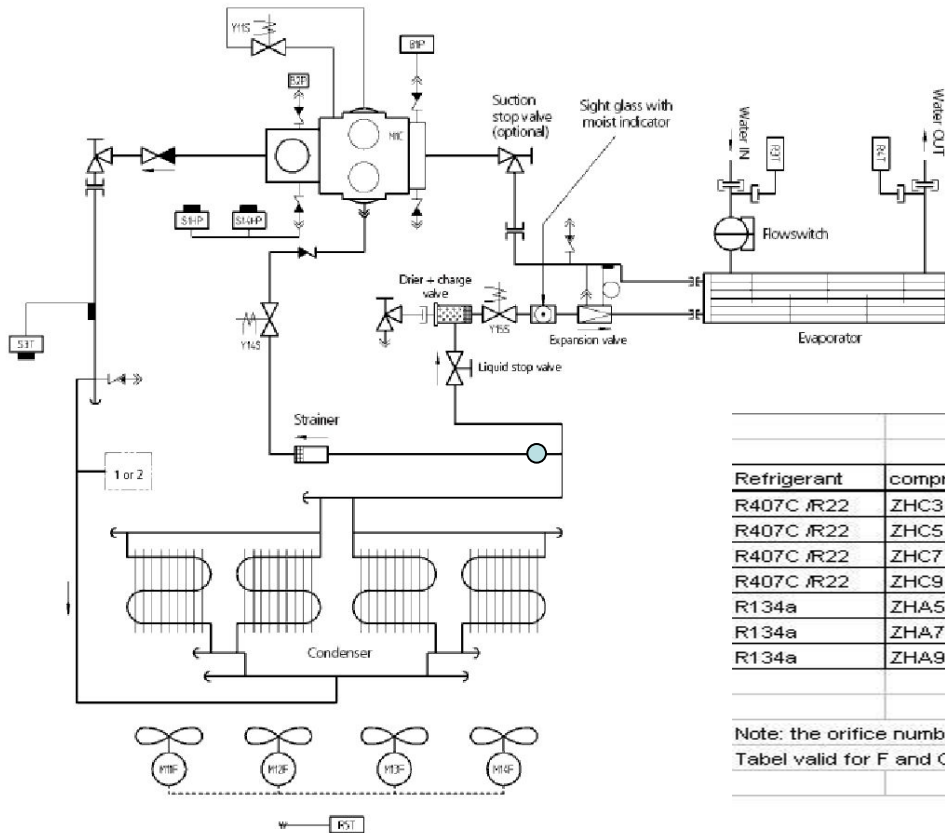 Y11S
B1P
B2P
M1C
Suction
stop valve
(optional)
Sight glass with
moist indicator
Water IN
R3T
R4T
Water OUT
S1HP
S14HP
Flowswitch
Drier + charge
valve
Y15S
Expansion valve
Evaporator
S3T
Y14S
Liquid stop valve
Strainer
1 or 2
Condenser
M11F
M12F
M13F
M14F
R5T
Refrigerant
R407C /R22 ZHC3
R407C /R22 ZHC5
R407C /R22 ZHC7
R407C /R22 ZHC9
R134a ZHA5
R134a ZHA7
R134a ZHA9
Note: the orifice numb
Tabel valid for F and